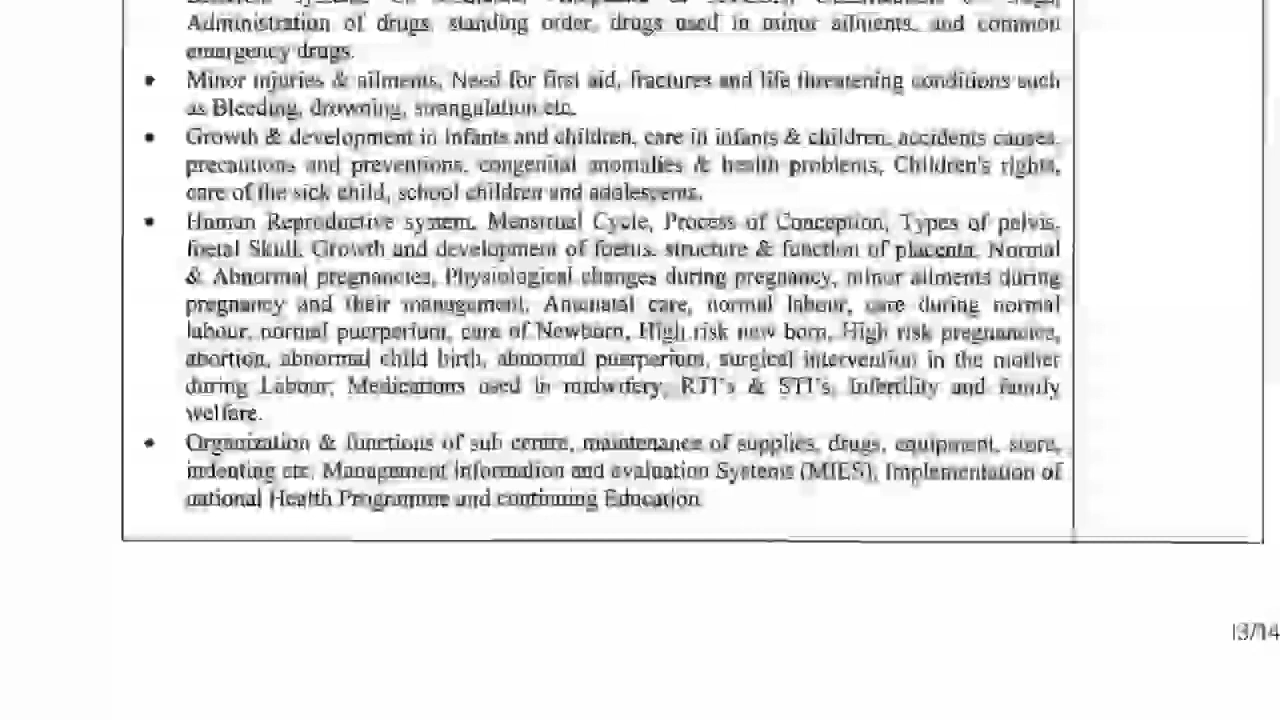 Administration of drugs, standing order, drugs used in minor ailments, and common
emergency drugs.
• Minor injuries & ailments, Need for first aid, fractures and life threatening conditions such
as Bleeding, drowning, strangulation etc.
• Growth & development in Infants and children, care in infants & children, accidents causes,
precautions and preventions, congenital anomalies & health problems, Children's rights,
care of the sick child, school children and adolescents.
• Human Reproductive system, Menstrual Cycle, Process of Conception, Types of pelvis,
foetal Skull, Growth and development of foetus, structure & function of placenta, Normal
& Abnormal pregnancies, Physiological changes during pregnancy, minor ailments during
pregnancy and their management, Antenatal care, normal labour, care during normal
labour, normal puerperium, care of Newborn, High risk new born, High risk pregnancies,
abortion, abnormal child birth, abnormal puerperium, surgical intervention in the mother
during Labour, Medications used in midwifery, RTI's & STI's, Infertility and family
welfare.
• Organization & functions of sub centre, maintenance of supplies, drugs, equipment, store,
indenting etc. Management information and evaluation Systems (MIES), Implementation of
national Health Programme and continuing Education
13/14